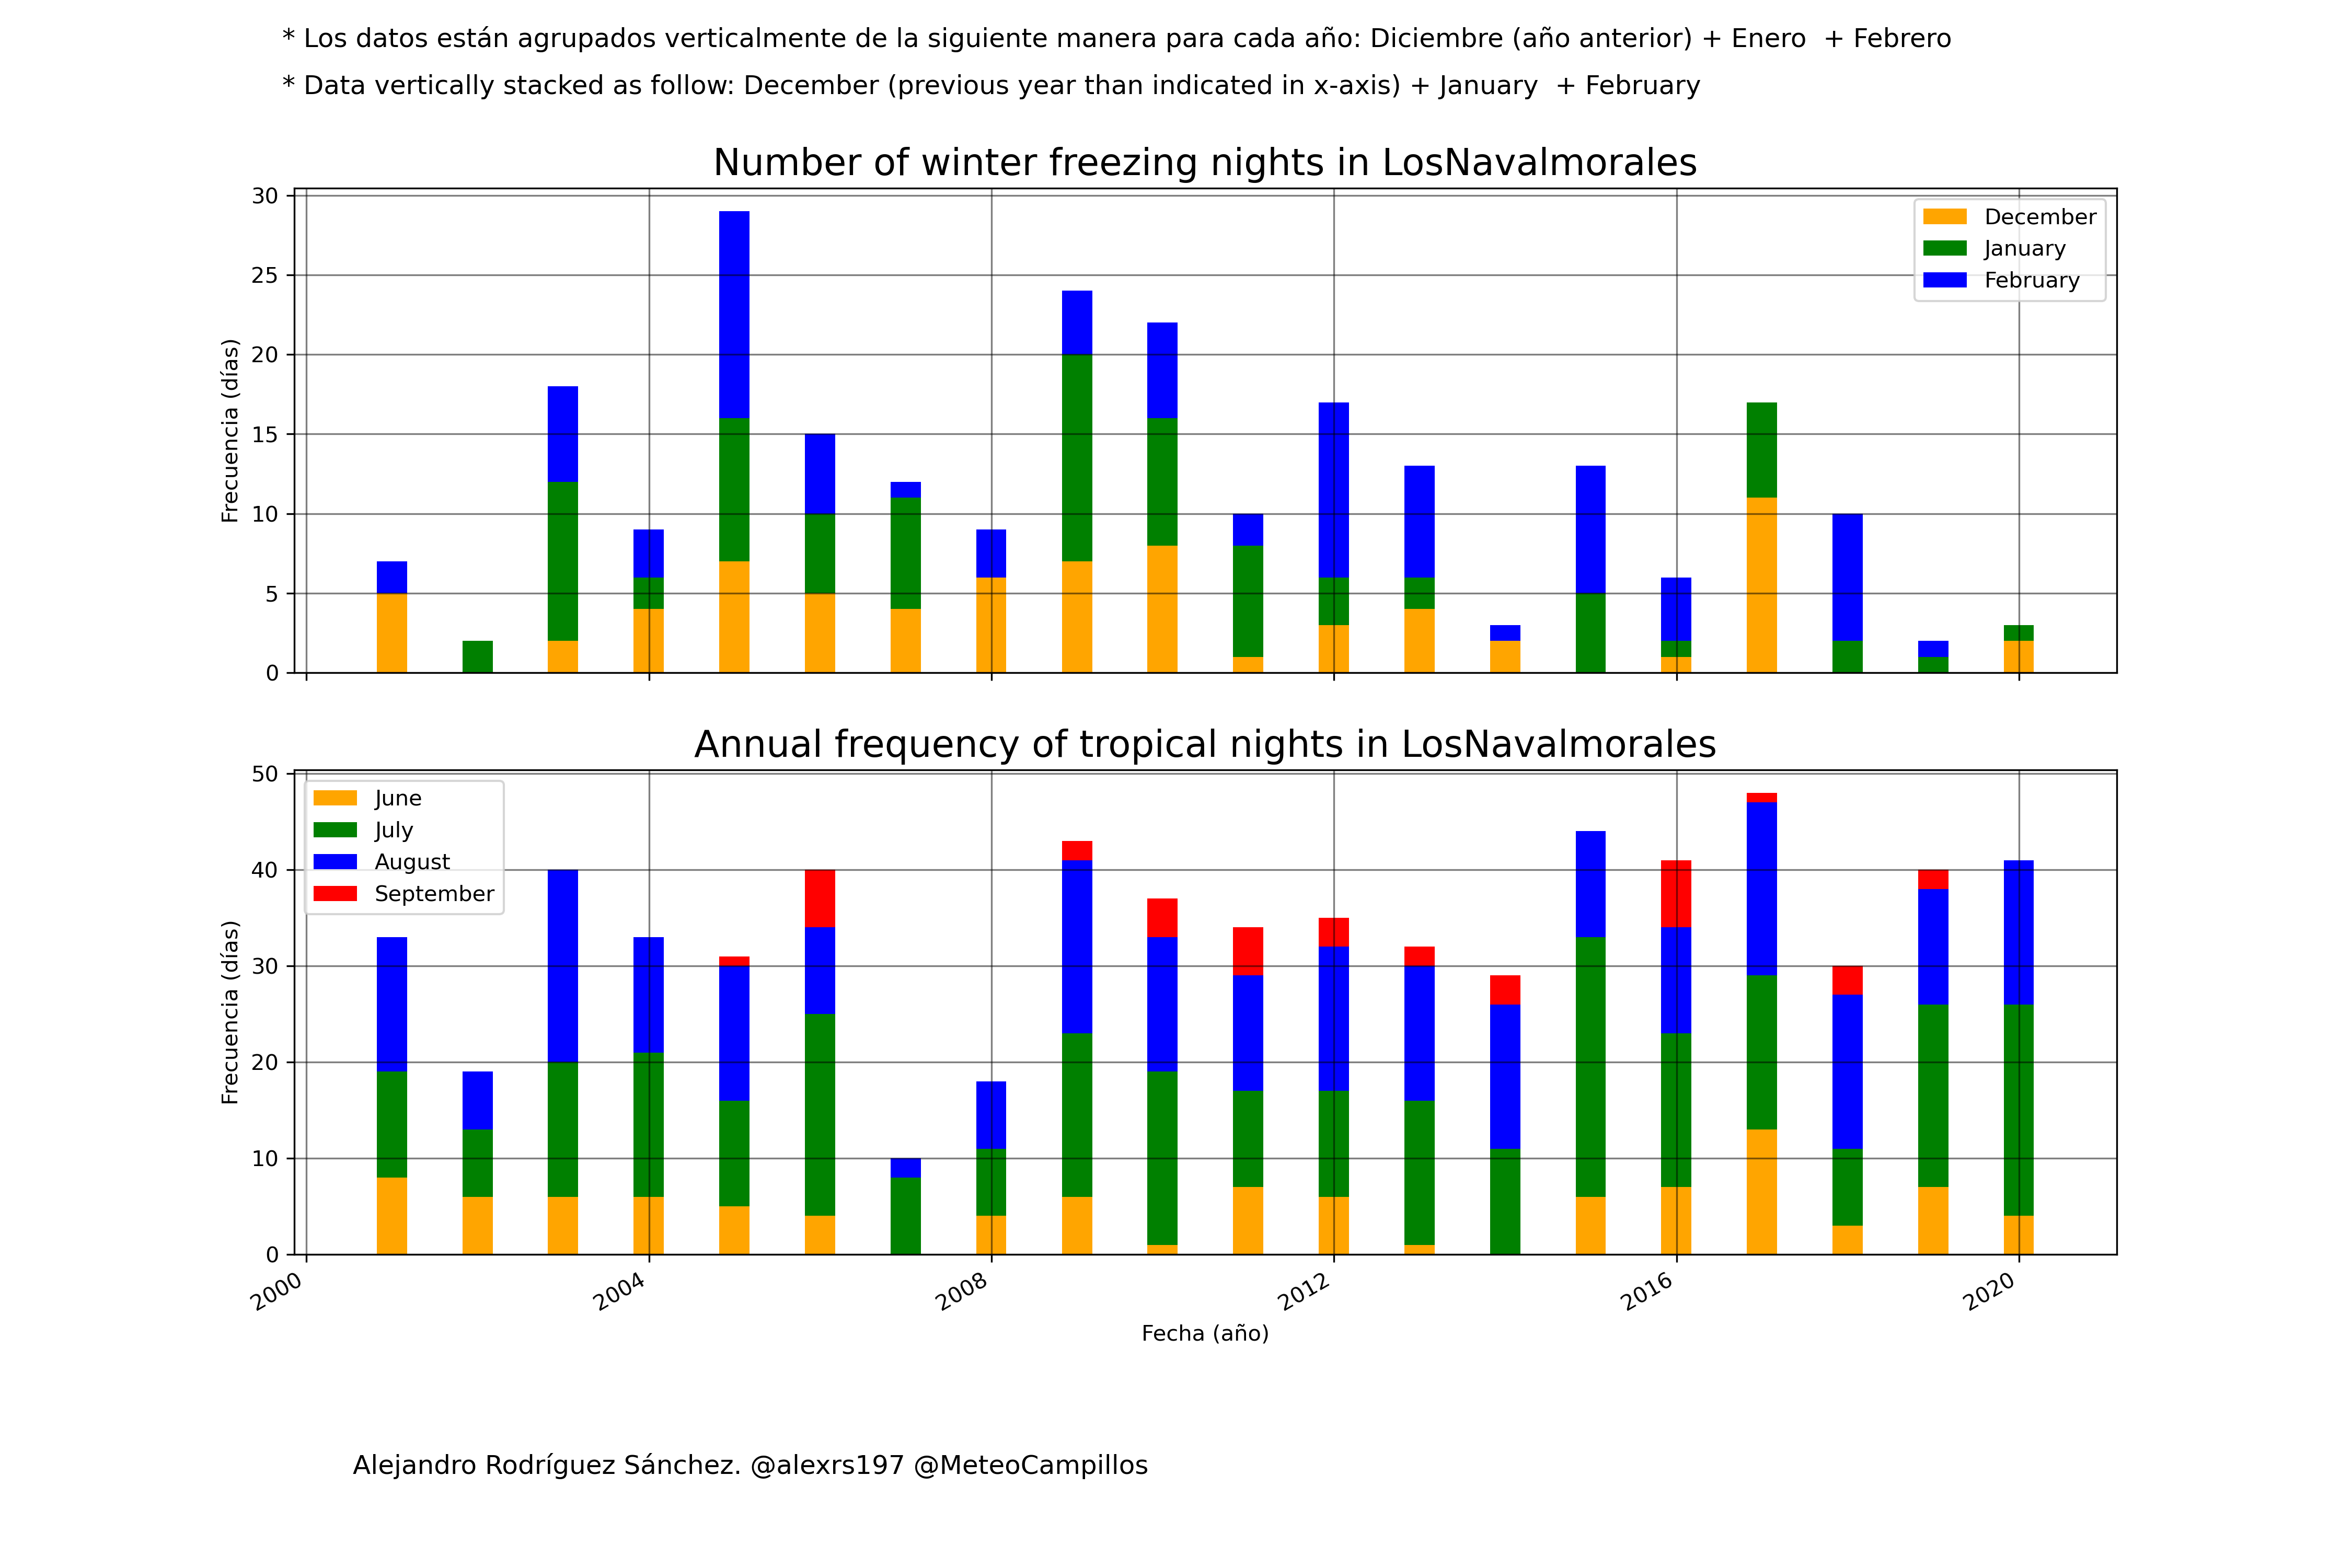 * Los datos están agrupados verticalmente de la siguiente manera para cada año: Diciembre (año anterior) + Enero  + Febrero
* Data vertically stacked as follow: December (previous year than indicated in x-axis) + January  + February
Number of winter freezing nights in LosNavalmorales
30
25
20
15
10
5
0
Frecuencia (días)
December
January
February
Annual frequency of tropical nights in LosNavalmorales
50
40
30
20
10
0
Frecuencia (días)
June
July
August
September
2000
2004
2008
2012
2016
2020
Fecha (año)
Alejandro Rodríguez Sánchez. @alexrs197 @MeteoCampillos